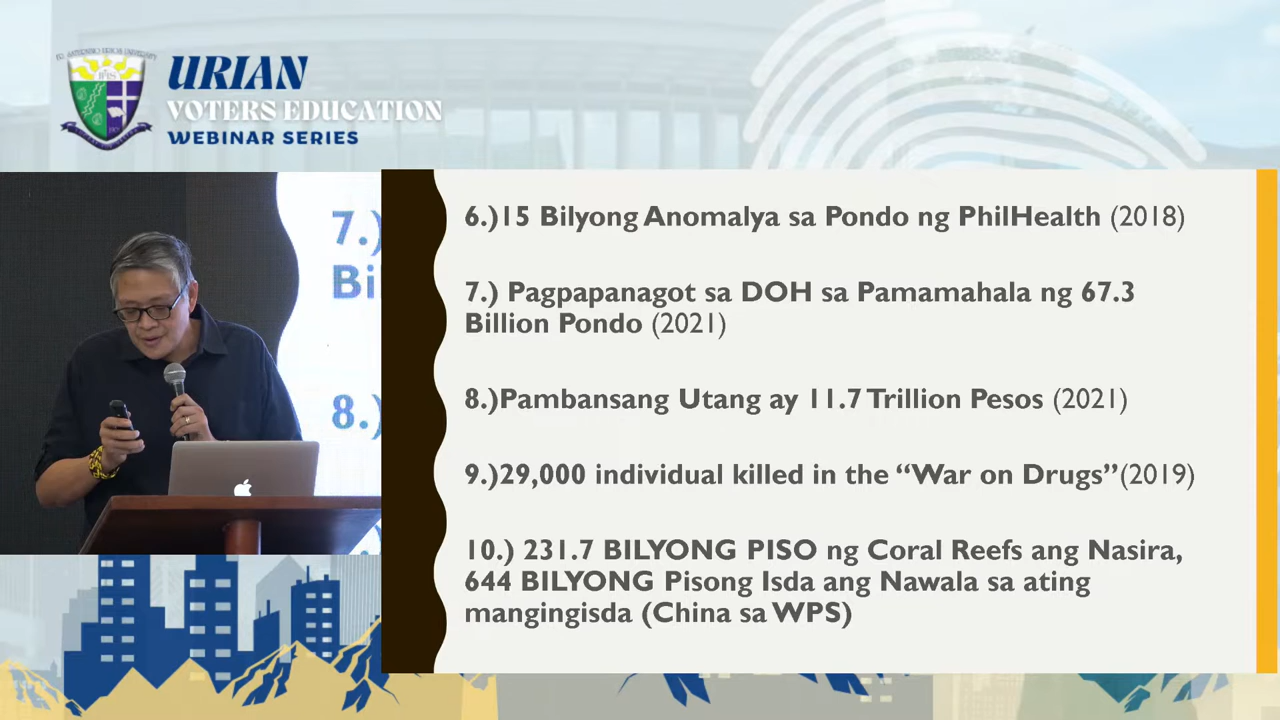 URIAN
VOTERS EDUCATION
WEBINAR SERIES
7.)
Bi
8.)
6.)15 Bilyong Anomalya sa Pondo ng PhilHealth (2018)
7.) Pagpapanagot sa DOH sa Pamamahala ng 67.3
Billion Pondo (2021)
8.)Pambansang Utang ay 11.7 Trillion Pesos (2021)
9.)29,000 individual killed in the “War on Drugs”(2019)
10.) 231.7 BILYONG PISO ng Coral Reefs ang Nasira,
644 BILYONG Pisong Isda ang Nawala sa ating
mangingisda (China sa WPS)